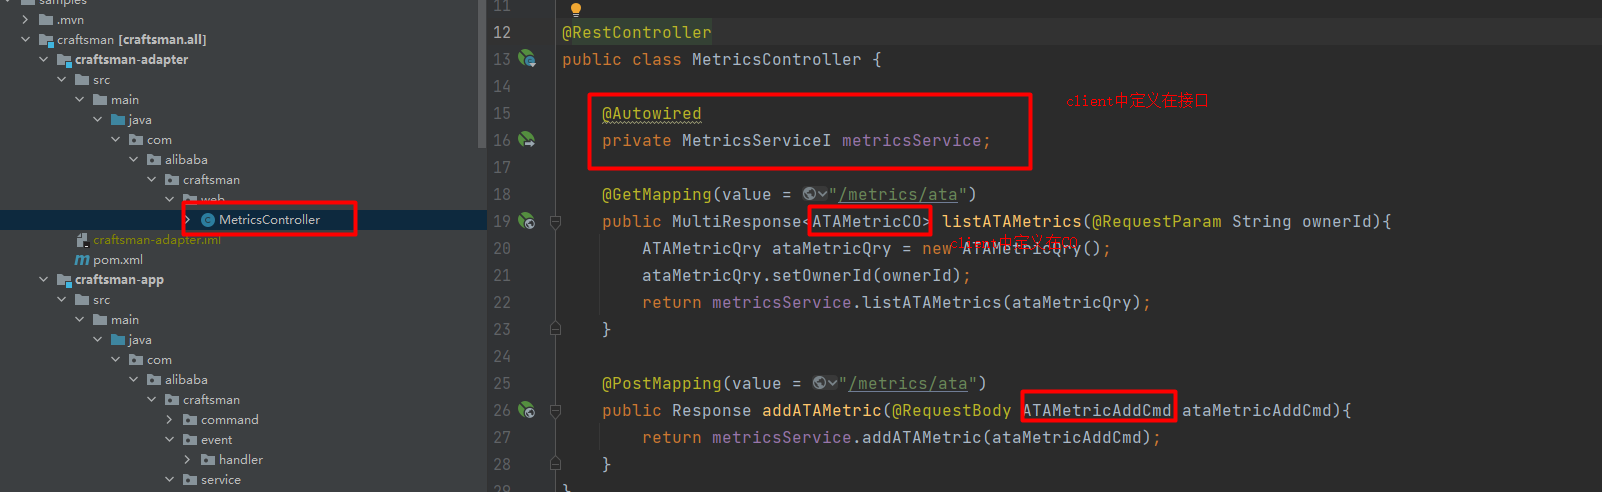 samples
.mvn
craftsman [craftsman.all]
craftsman-adapter
src
main
java
com
alibaba
craftsman
web
MetricsController
craftsman-adapter.iml
pom.xml
craftsman-app
src
main
java
com
alibaba
craftsman
command
event
handler
service
11
12 @RestController
13 public class MetricsController {
14
client中定义在接口
15 @Autowired
16 private MetricsServiceI metricsService;
17
18 @GetMapping(value = "/metrics/ata")
19 public MultiResponse<ATAMetricCO> listATAMetrics(@RequestParam String ownerId){
client中定义在CO
20 ATAMetricQry ataMetricQry = new ATAMetricQry();
21 ataMetricQry.setOwnerId(ownerId);
22 return metricsService.listATAMetrics(ataMetricQry);
23 }
24
25 @PostMapping(value = "/metrics/ata")
26 public Response addATAMetric(@RequestBody ATAMetricAddCmd ataMetricAddCmd){
27 return metricsService.addATAMetric(ataMetricAddCmd);
28 }
29 }